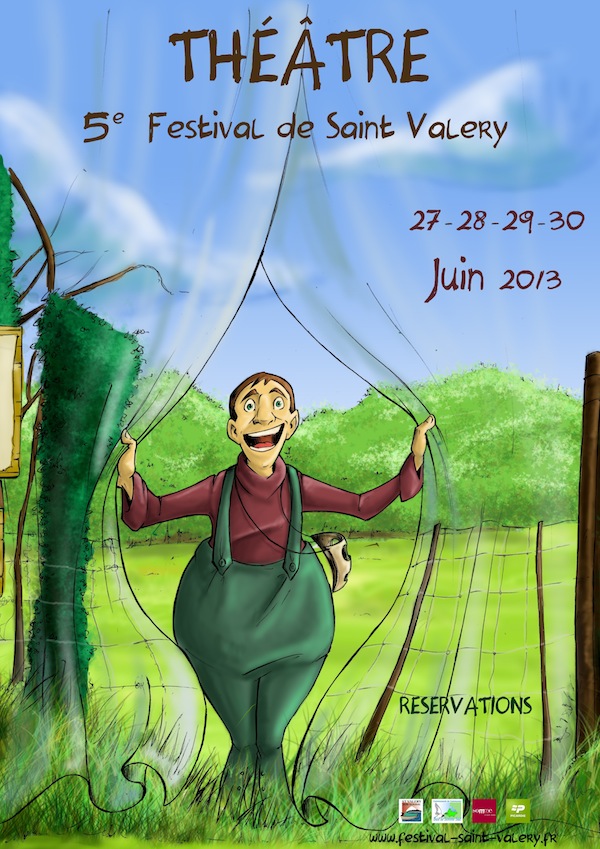 THÉÂTRE
5e Festival de Saint Valery
27-28-29-30
Juin 2013
RESERVATIONS
www.festival-saint-valery.fr